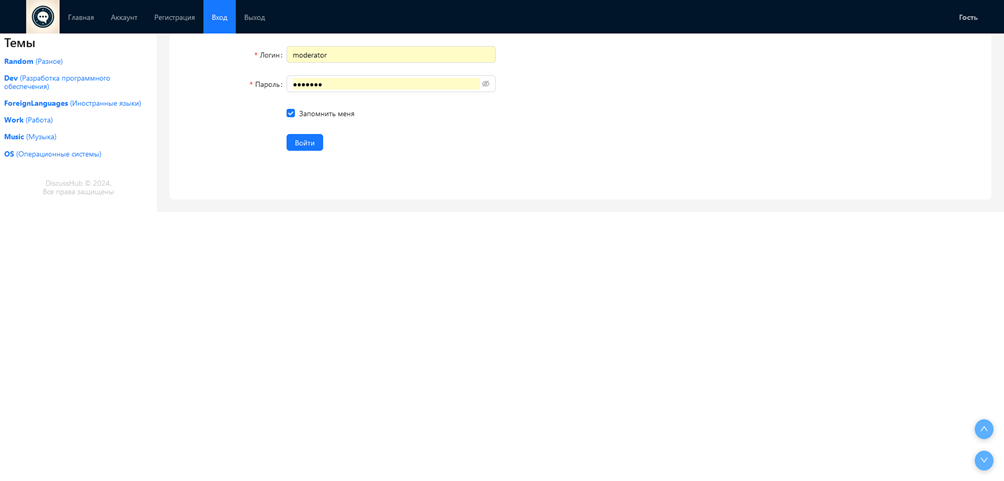 Главная Аккаунт Регистрация Вход Выход Гость
Темы
Random (Разное)
Dev (Разработка программного
обеспечения)
ForeignLanguages (Иностранные языки)
Work (Работа)
Music (Музыка)
OS (Операционные системы)
DiscussHub © 2024.
Все права защищены
* Логин: moderator
* Пароль: •••••••
Запомнить меня
Войти